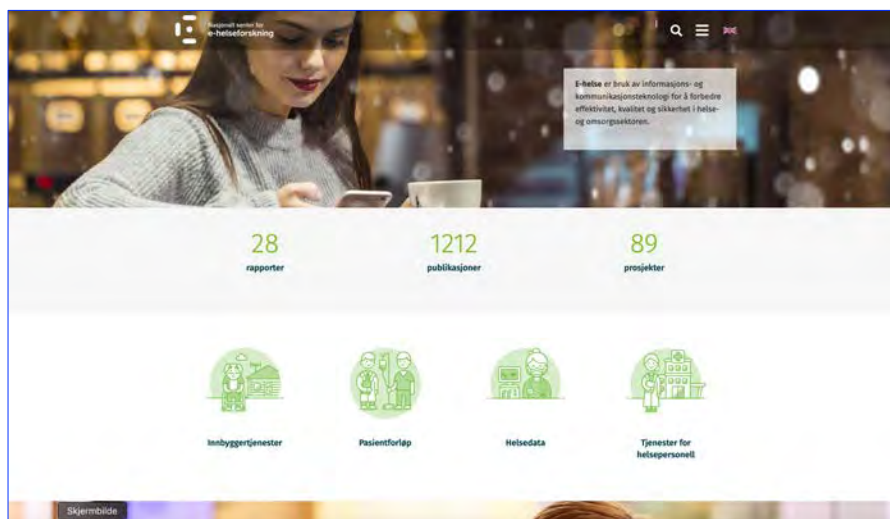 Nasjonalt senter for
e-helseforskning
E-helse er bruk av informasjons- og
kommunikasjonsteknologi for å forbedre
effektivitet, kvalitet og sikkerhet i helse-
og omsorgssektoren.
28
rapporter
1212
publikasjoner
89
prosjekter
Innbyggertjenester
Pasientforløp
Helsedata
Tjenester for
helsepersonell
Skjermbilde